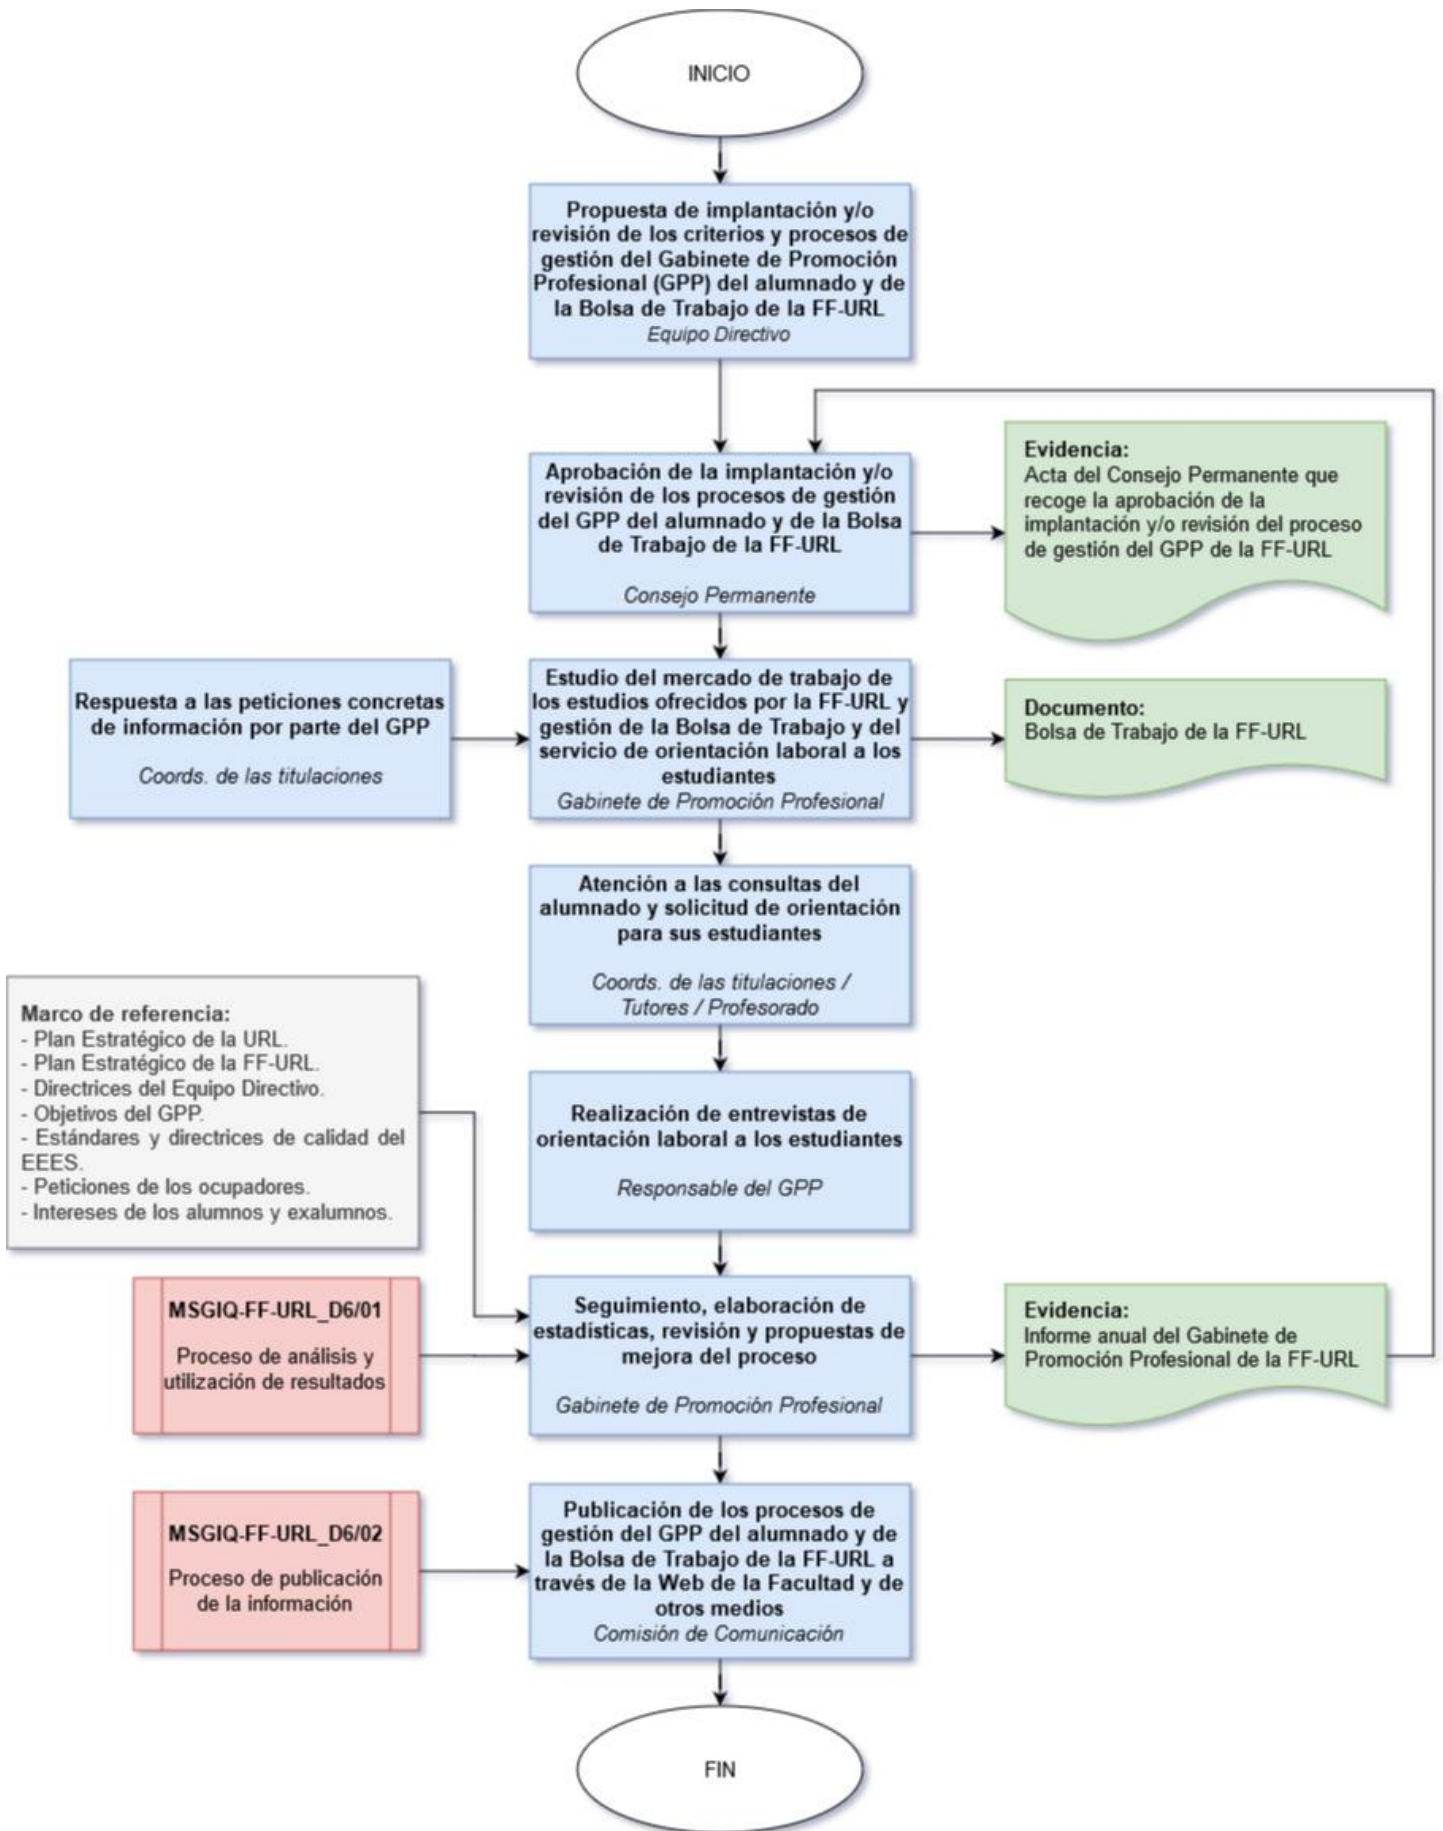 INICIO
Propuesta de implantación y/o
revisión de los criterios y procesos de
gestión del Gabinete de Promoción
Profesional (GPP) del alumnado y de
la Bolsa de Trabajo de la FF-URL
Equipo Directivo
Aprobación de la implantación y/o
revisión de los procesos de gestión
del GPP del alumnado y de la Bolsa
de Trabajo de la FF-URL
Consejo Permanente
Evidencia:
Acta del Consejo Permanente que
recoge la aprobación de la
implantación y/o revisión del proceso
de gestión del GPP de la FF-URL
Respuesta a las peticiones concretas
de información por parte del GPP
Coords. de las titulaciones
Estudio del mercado de trabajo de
los estudios ofrecidos por la FF-URL y
gestión de la Bolsa de Trabajo y del
servicio de orientación laboral a los
estudiantes
Gabinete de Promoción Profesional
Documento:
Bolsa de Trabajo de la FF-URL
Atención a las consultas del
alumnado y solicitud de orientación
para sus estudiantes
Coords. de las titulaciones /
Tutores / Profesorado
Marco de referencia:
- Plan Estratégico de la URL.
- Plan Estratégico de la FF-URL.
- Directrices del Equipo Directivo.
- Objetivos del GPP.
- Estándares y directrices de calidad del
EEES.
- Peticiones de los ocupadores.
- Intereses de los alumnos y exalumnos.
Realización de entrevistas de
orientación laboral a los estudiantes
Responsable del GPP
MSGIQ-FF-URL_D6/01
Proceso de análisis y
utilización de resultados
Seguimiento, elaboración de
estadísticas, revisión y propuestas de
mejora del proceso
Gabinete de Promoción Profesional
Evidencia:
Informe anual del Gabinete de
Promoción Profesional de la FF-URL
MSGIQ-FF-URL_D6/02
Proceso de publicación
de la información
Publicación de los procesos de
gestión del GPP del alumnado y de
la Bolsa de Trabajo de la FF-URL a
través de la Web de la Facultad y de
otros medios
Comisión de Comunicación
FIN